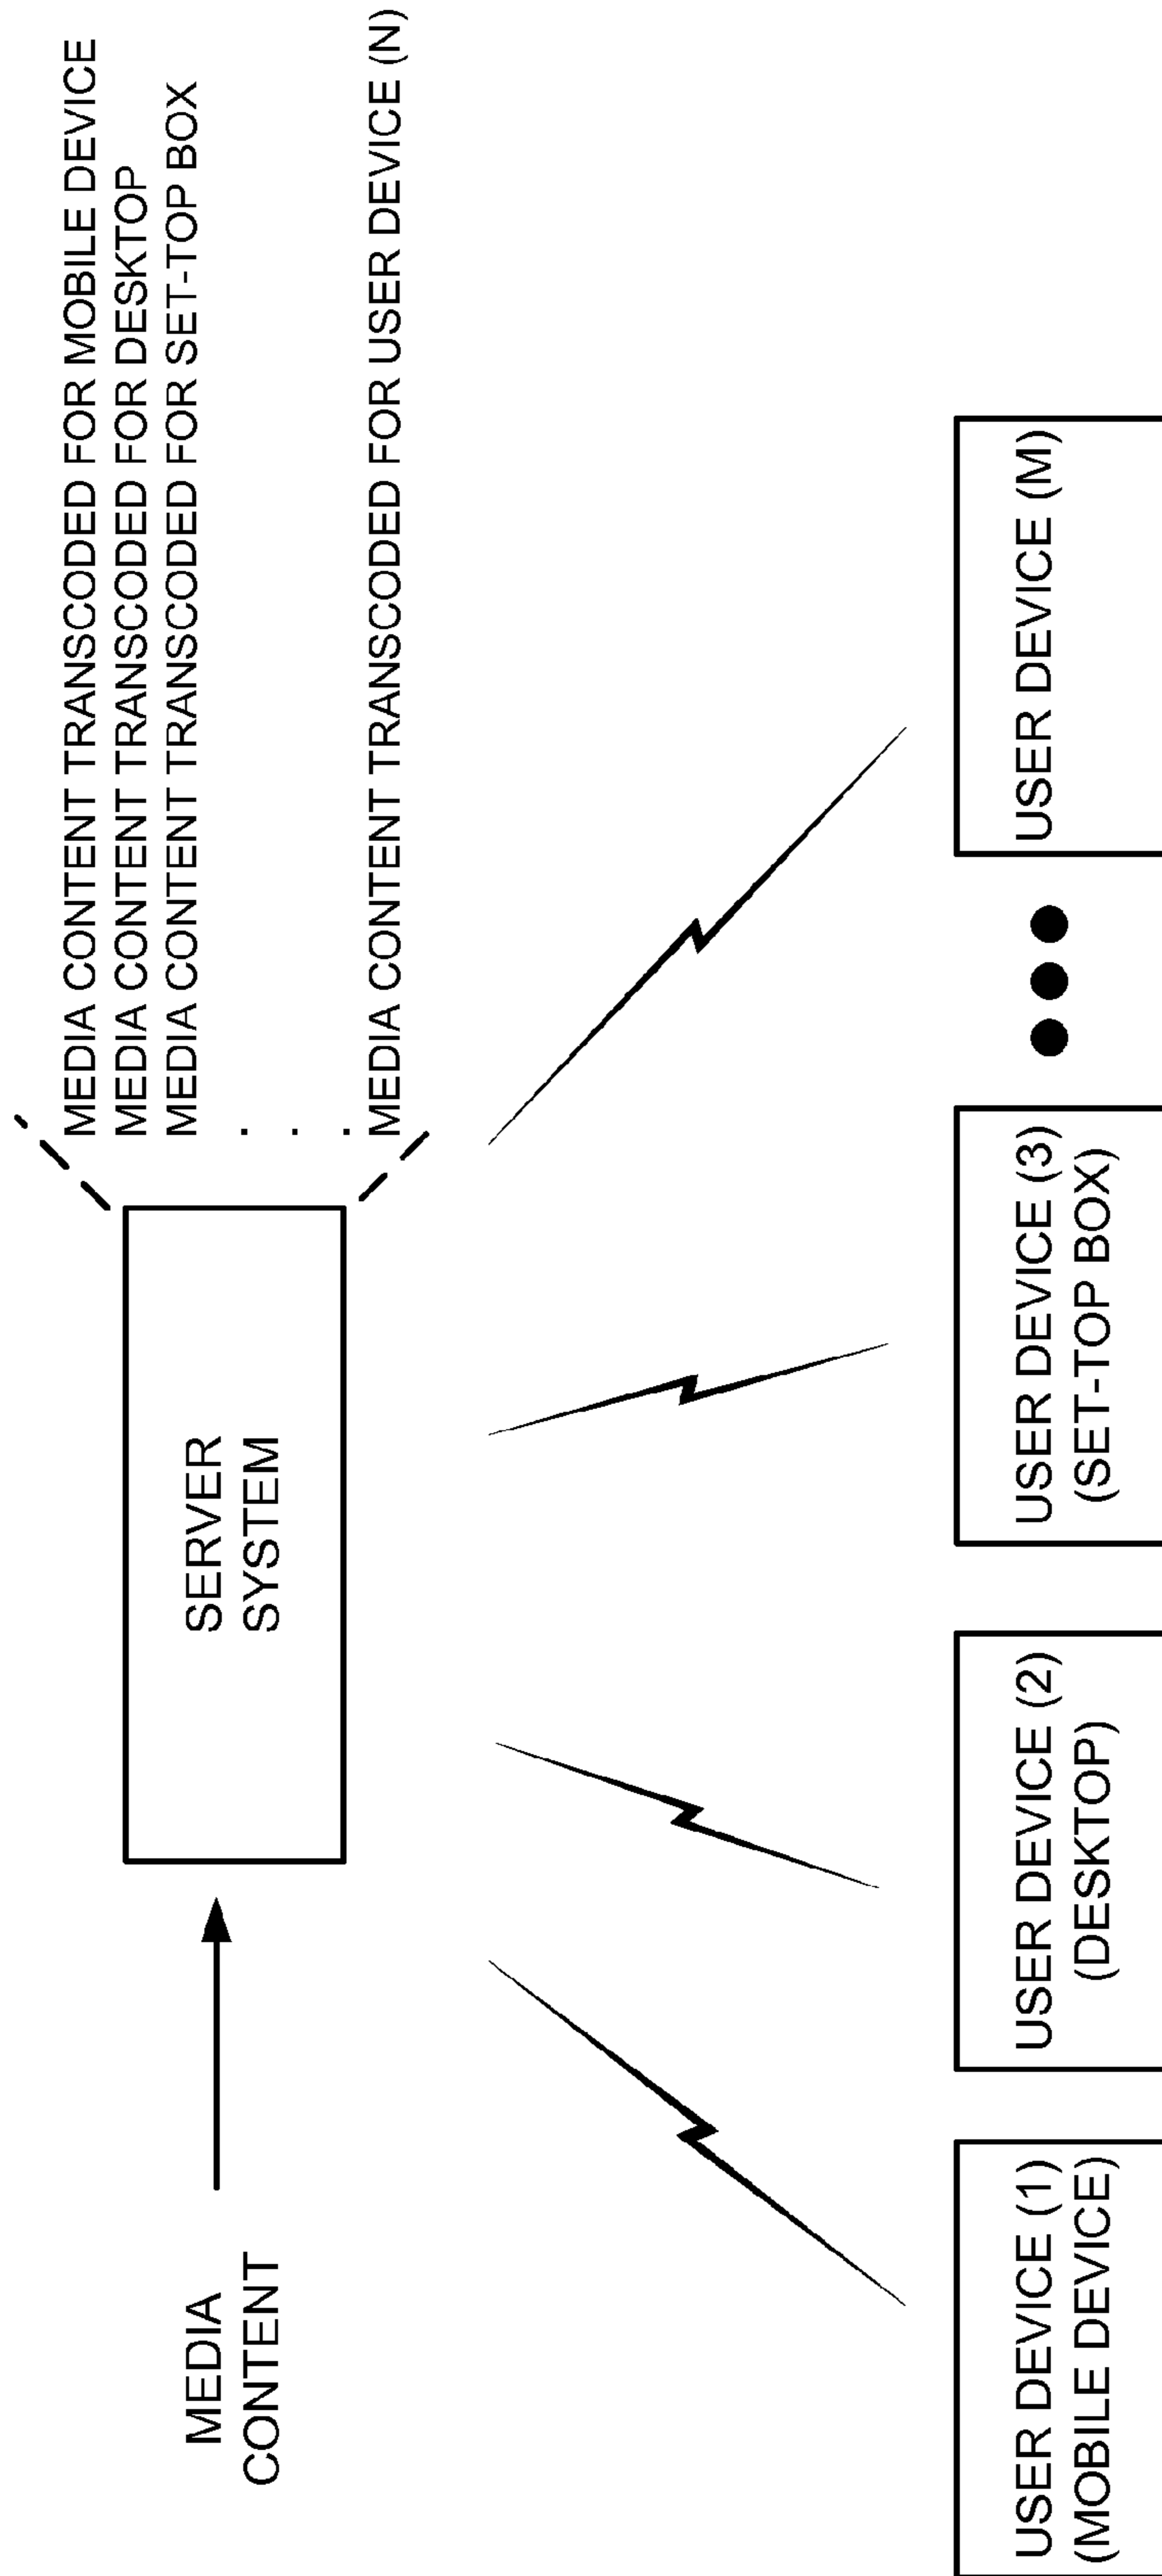 MEDIA
CONTENT
SERVER
SYSTEM
MEDIA CONTENT TRANSCODED FOR MOBILE DEVICE
MEDIA CONTENT TRANSCODED FOR DESKTOP
MEDIA CONTENT TRANSCODED FOR SET-TOP BOX
.
.
.
MEDIA CONTENT TRANSCODED FOR USER DEVICE (N)
USER DEVICE (1)
(MOBILE DEVICE)
USER DEVICE (2)
(DESKTOP)
USER DEVICE (3)
(SET-TOP BOX)
USER DEVICE (M)